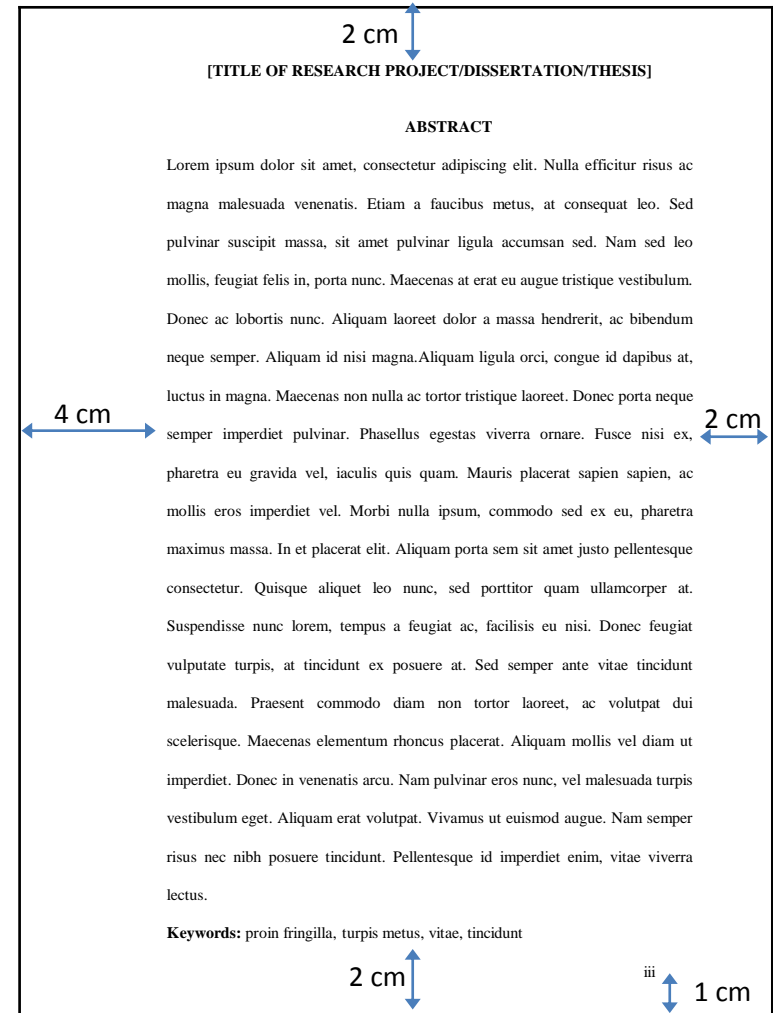 2 cm
[TITLE OF RESEARCH PROJECT/DISSERTATION/THESIS]
ABSTRACT
Lorem ipsum dolor sit amet, consectetur adipiscing elit. Nulla efficitur risus ac
magna malesuada venenatis. Etiam a faucibus metus, at consequat leo. Sed
pulvinar suscipit massa, sit amet pulvinar ligula accumsan sed. Nam sed leo
mollis, feugiat felis in, porta nunc. Maecenas at erat eu augue tristique vestibulum.
Donec ac lobortis nunc. Aliquam laoreet dolor a massa hendrerit, ac bibendum
neque semper. Aliquam id nisi magna.Aliquam ligula orci, congue id dapibus at,
luctus in magna. Maecenas non nulla ac tortor tristique laoreet. Donec porta neque
4 cm
2 cm
semper imperdiet pulvinar. Phasellus egestas viverra ornare. Fusce nisi ex,
pharetra eu gravida vel, iaculis quis quam. Mauris placerat sapien sapien, ac
mollis eros imperdiet vel. Morbi nulla ipsum, commodo sed ex eu, pharetra
maximus massa. In et placerat elit. Aliquam porta sem sit amet justo pellentesque
consectetur. Quisque aliquet leo nunc, sed porttitor quam ullamcorper at.
Suspendisse nunc lorem, tempus a feugiat ac, facilisis eu nisi. Donec feugiat
vulputate turpis, at tincidunt ex posuere at. Sed semper ante vitae tincidunt
malesuada. Praesent commodo diam non tortor laoreet, ac volutpat dui
scelerisque. Maecenas elementum rhoncus placerat. Aliquam mollis vel diam ut
imperdiet. Donec in venenatis arcu. Nam pulvinar eros nunc, vel malesuada turpis
vestibulum eget. Aliquam erat volutpat. Vivamus ut euismod augue. Nam semper
risus nec nibh posuere tincidunt. Pellentesque id imperdiet enim, vitae viverra
lectus.
Keywords: proin fringilla, turpis metus, vitae, tincidunt
2 cm
iii
1 cm